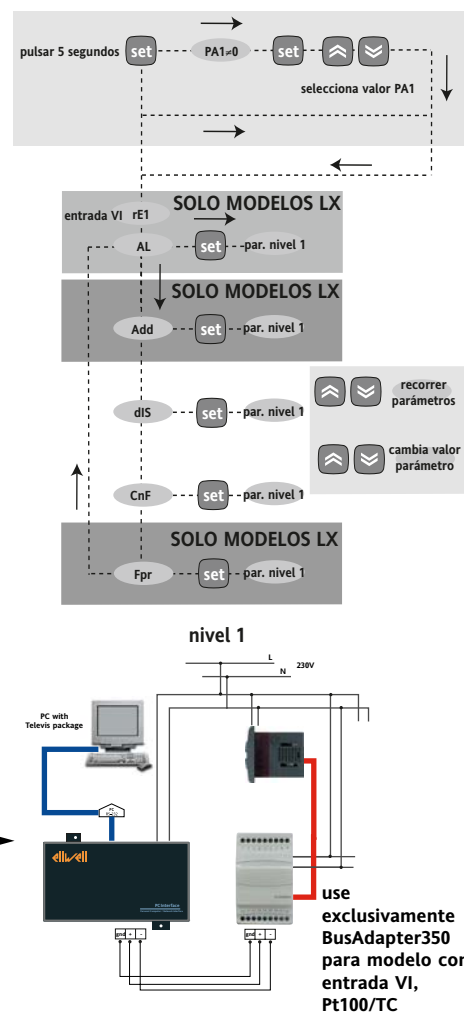 pulsar 5 segundos set PA1≠0 set
selecciona valor PA1
SOLO MODELOS LX
entrada VI rE1
AL set par. nivel 1
SOLO MODELOS LX
Add set par. nivel 1
recorrer
parámetros
dIS set par. nivel 1
cambia valor
parámetro
CnF set par. nivel 1
SOLO MODELOS LX
Fpr set par. nivel 1
nivel 1
L
230V
N
PC with
Televis package
PC
eliwell
PCInterface
gnd + -
gnd + -
use
exclusivamente
BusAdapter350
para modelo con
entrada VI,
Pt100/TC